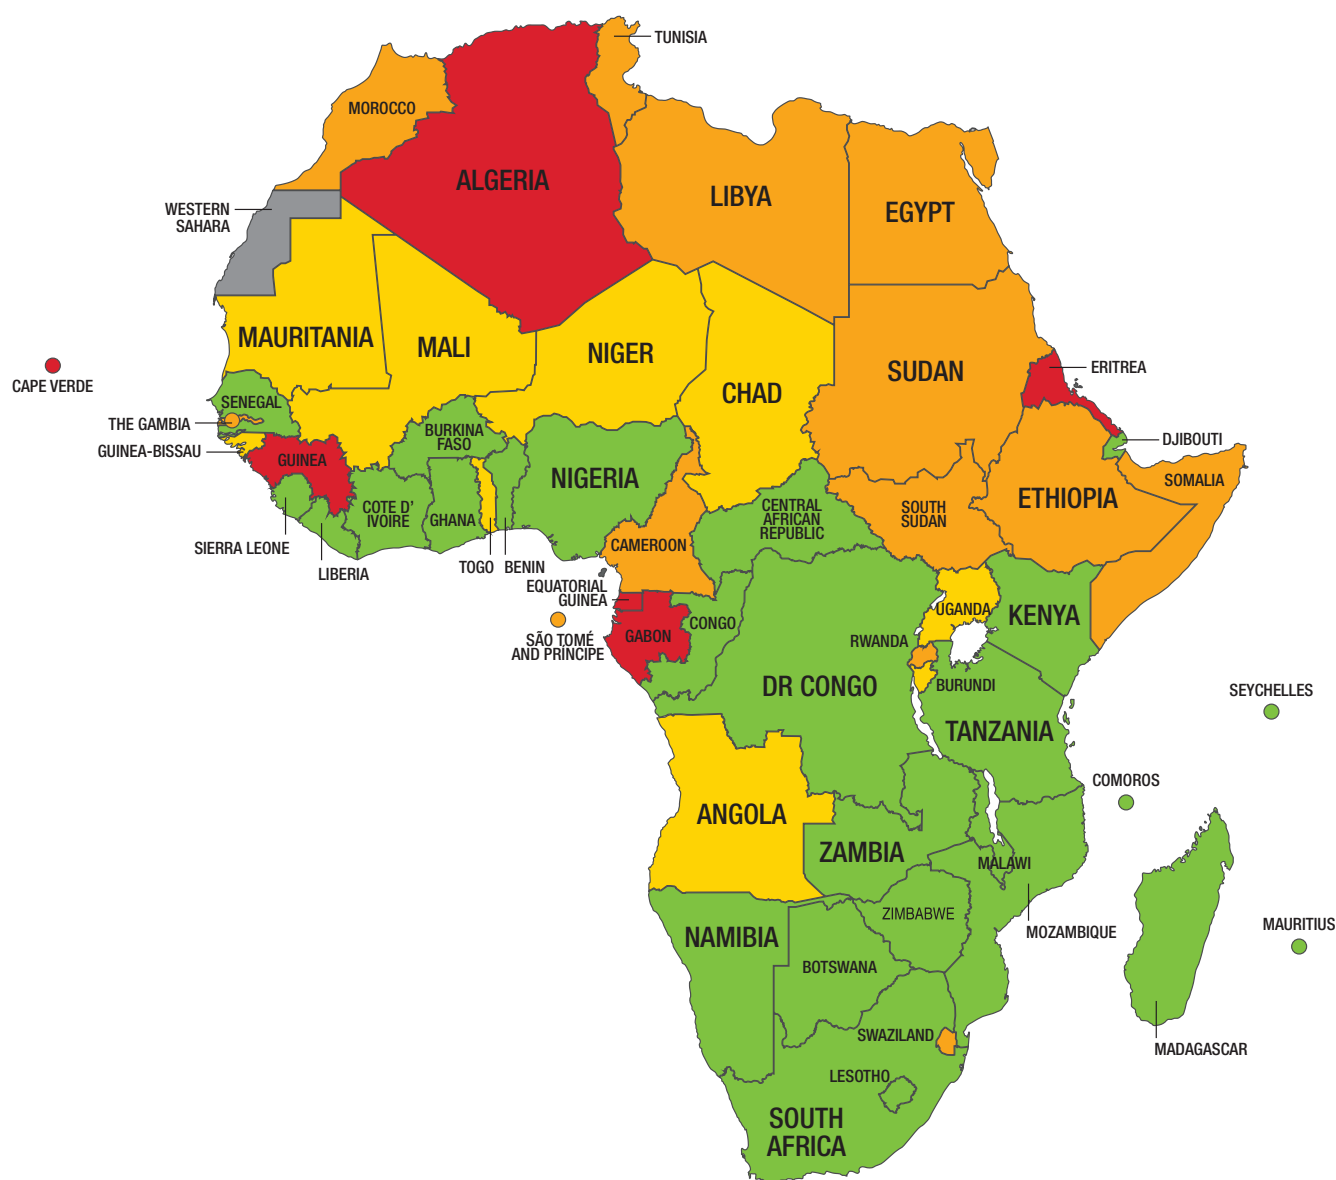 TUNISIA
MOROCCO
ALGERIA
LIBYA
EGYPT
WESTERN
SAHARA
MAURITANIA
MALI
NIGER
CHAD
SUDAN
ERITREA
CAPE VERDE
SENEGAL
THE GAMBIA
GUINEA-BISSAU
GUINEA
BURKINA
FASO
NIGERIA
DJIBOUTI
SOMALIA
ETHIOPIA
SOUTH
SUDAN
CENTRAL
AFRICAN
REPUBLIC
COTE D'
IVOIRE
GHANA
SIERRA LEONE
LIBERIA
TOGO
BENIN
CAMEROON
EQUATORIAL
GUINEA
SÃO TOMÉ
AND PRÍNCIPE
GABON
CONGO
UGANDA
KENYA
RWANDA
DR CONGO
BURUNDI
TANZANIA
SEYCHELLES
COMOROS
ANGOLA
ZAMBIA
MALAWI
MOZAMBIQUE
ZIMBABWE
NAMIBIA
BOTSWANA
MAURITIUS
MADAGASCAR
SWAZILAND
LESOTHO
SOUTH
AFRICA